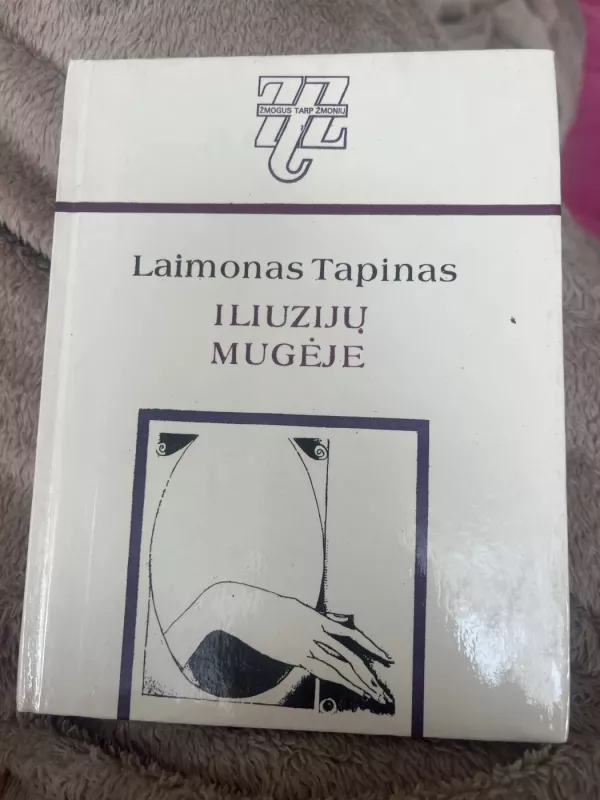 ŽMOGUS TARP ŽMONIŲ
Laimonas Tapinas
ILIUZIJŲ
MUGĖJE